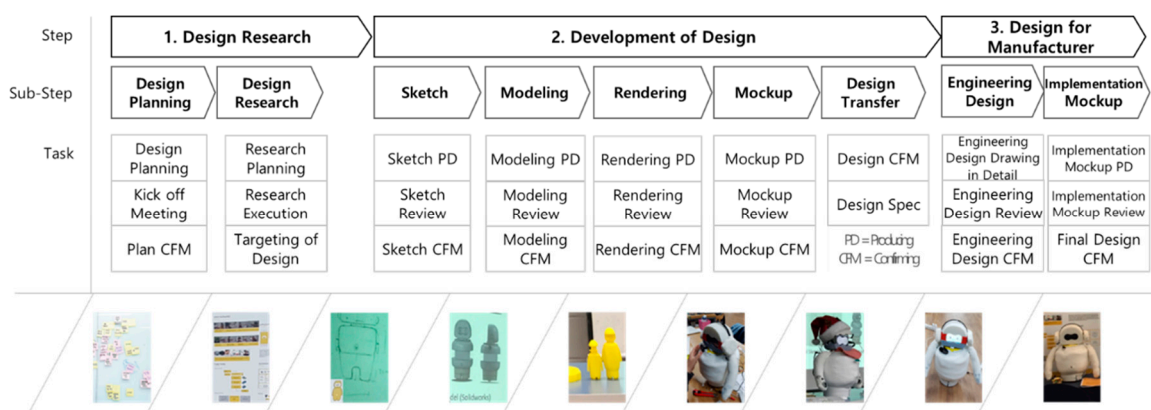 Step
1. Design Research
2. Development of Design
3. Design for
Manufacturer
Sub-Step
Design
Planning
Design
Research
Sketch
Modeling
Rendering
Mockup
Design
Transfer
Engineering
Design
Implementation
Mockup
Task
Design
Planning
Research
Planning
Sketch PD
Modeling PD
Rendering PD
Mockup PD
Design CFM
Engineering
Design Drawing
in Detail
Implementation
Mockup PD
Kick off
Meeting
Research
Execution
Sketch
Review
Modeling
Review
Rendering
Review
Mockup
Review
Design Spec
Engineering
Design Review
Implementation
Mockup Review
Plan CFM
Targeting of
Design
Sketch CFM
Modeling
CFM
Rendering CFM
Mockup CFM
PD = Producing
CFM = Confirming
Engineering
Design CFM
Final Design
CFM
(Solidworks)